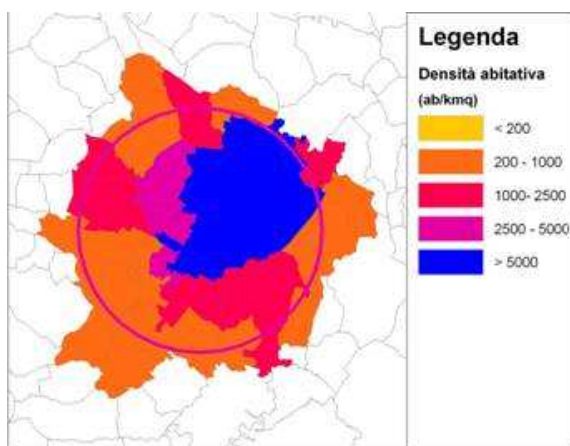 Legenda
Densità abitativa
(ab/kmq)
< 200
200 - 1000
1000- 2500
2500 - 5000
> 5000